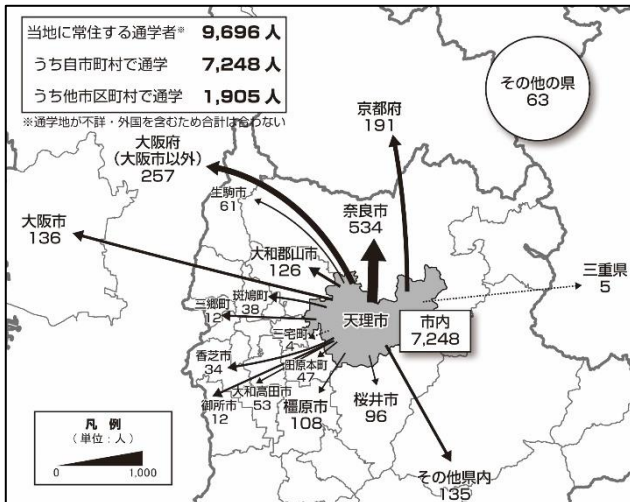 当地に常住する通学者※ 9,696 人
うち自市町村で通学 7,248 人
うち他市区町村で通学 1,905 人
※通学地が不詳・外国を含むため合計は合わない
その他の県
63
京都府
191
大阪府
(大阪市以外)
257
生駒市
61
奈良市
534
大阪市
136
大和郡山市
126
三重県
5
斑鳩町
38
三郷町
12
天理市
市内
7,248
三宅町
4
香芝市
34
田原本町
47
大和高田市
53
御所市
12
橿原市
108
桜井市
96
その他県内
135
凡 例
(単位:人)
0 1,000